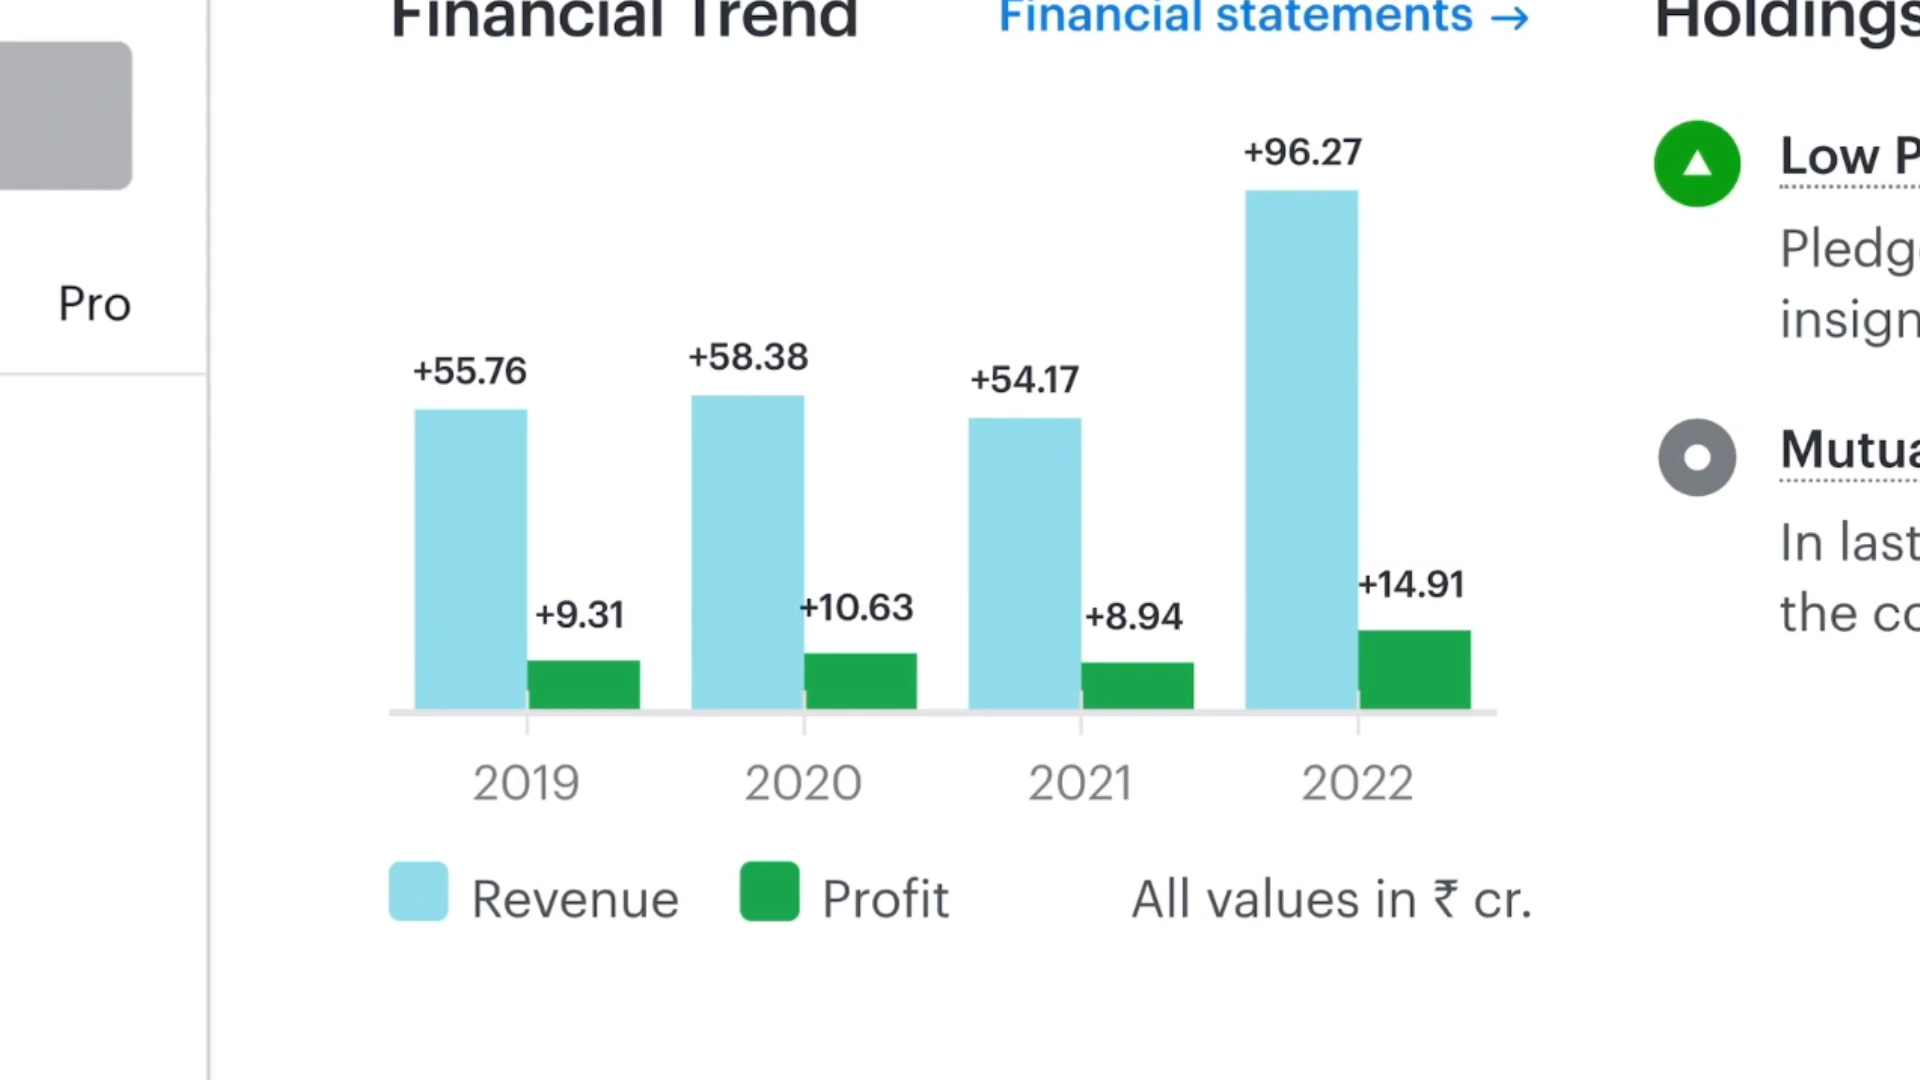 Financial Trend
Financial statements →
Holdings
Pro
+55.76
+9.31
+58.38
+10.63
+54.17
+8.94
+96.27
+14.91
2019
2020
2021
2022
Revenue
Profit
All values in ₹ cr.
Low P
Pledg
insign
Mutua
In last
the co